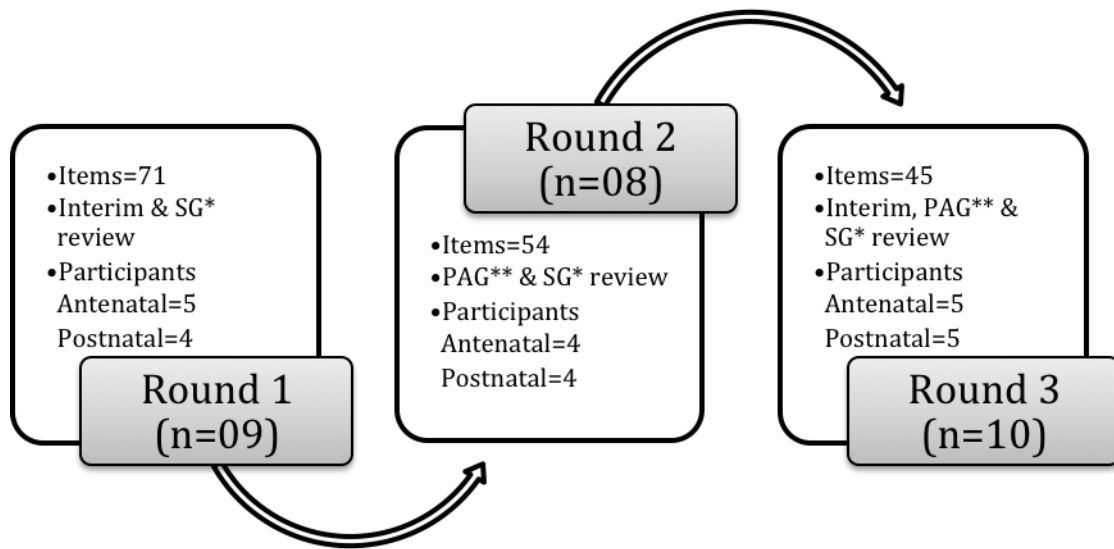 •Items=71
•Interim & SG*
review
•Participants
Antenatal=5
Postnatal=4
Round 1
(n=09)
Round 2
(n=08)
•Items=54
•PAG** & SG* review
•Participants
Antenatal=4
Postnatal=4
•Items=45
•Interim, PAG** &
SG* review
•Participants
Antenatal=5
Postnatal=5
Round 3
(n=10)